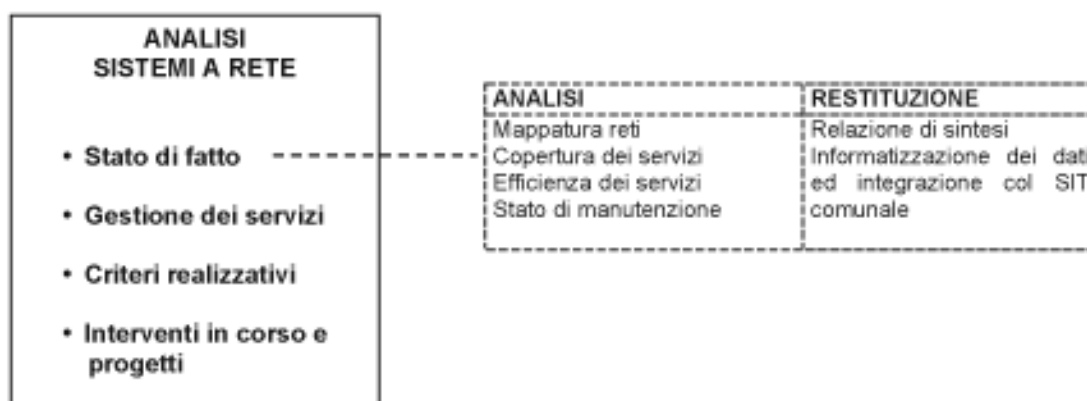 ANALISI
SISTEMI A RETE
• Stato di fatto
• Gestione dei servizi
• Criteri realizzativi
• Interventi in corso e
progetti
ANALISI
Mappatura reti
Copertura dei servizi
Efficienza dei servizi
Stato di manutenzione
RESTITUZIONE
Relazione di sintesi
Informatizzazione dei dati
ed integrazione col SIT
comunale